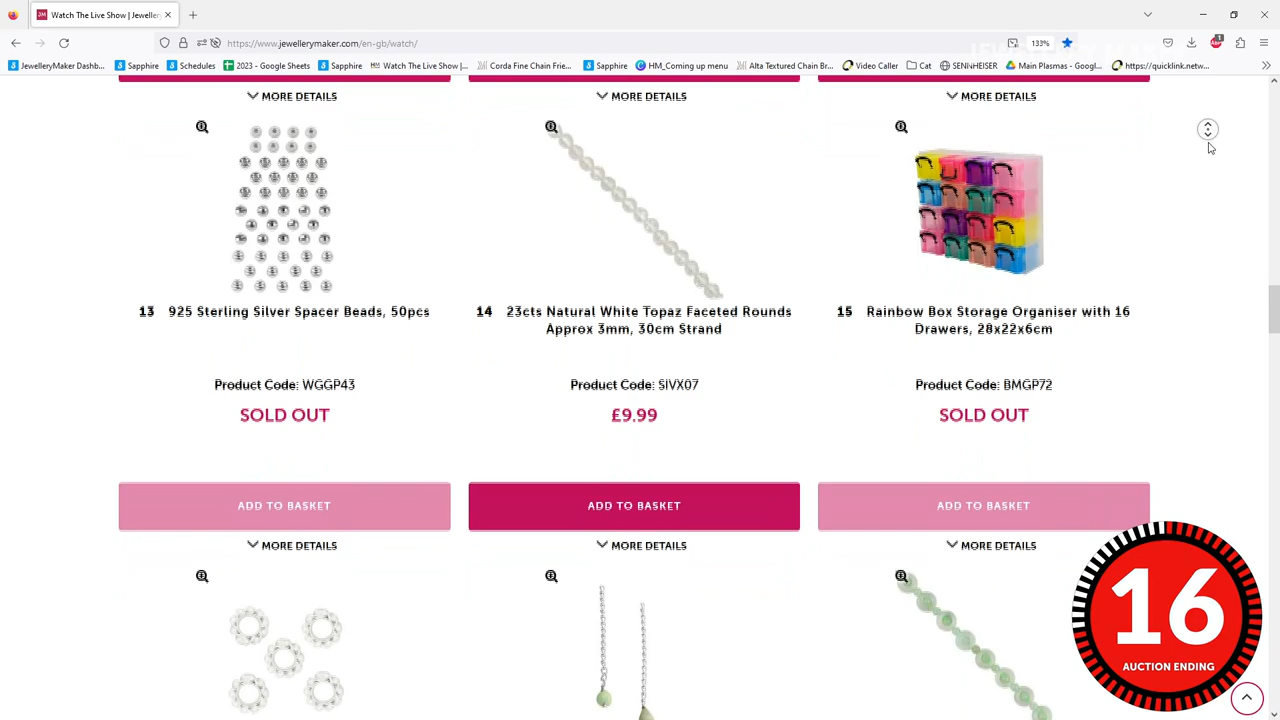 Watch The Live Show | Jeweller
https://www.jewellerymaker.com/en-gb/watch/
133%
1
JewelleryMaker Dashb...
Sapphire
Schedules
2023 - Google Sheets
Sapphire
Watch The Live Show |...
Corda Fine Chain Frie...
Sapphire
HM_Coming up menu
Alta Textured Chain Br...
Video Caller
Cat
SENNHEISER
Main Plasmas - Googl...
https://quicklink.netw...
MORE DETAILS
MORE DETAILS
MORE DETAILS
13 925 Sterling Silver Spacer Beads, 50pcs
Product Code: WGGP43
SOLD OUT
ADD TO BASKET
MORE DETAILS
14 23cts Natural White Topaz Faceted Rounds
Approx 3mm, 30cm Strand
Product Code: SIVX07
£9.99
ADD TO BASKET
MORE DETAILS
15 Rainbow Box Storage Organiser with 16
Drawers, 28x22x6cm
Product Code: BMGP72
SOLD OUT
ADD TO BASKET
MORE DETAILS
16
AUCTION ENDING